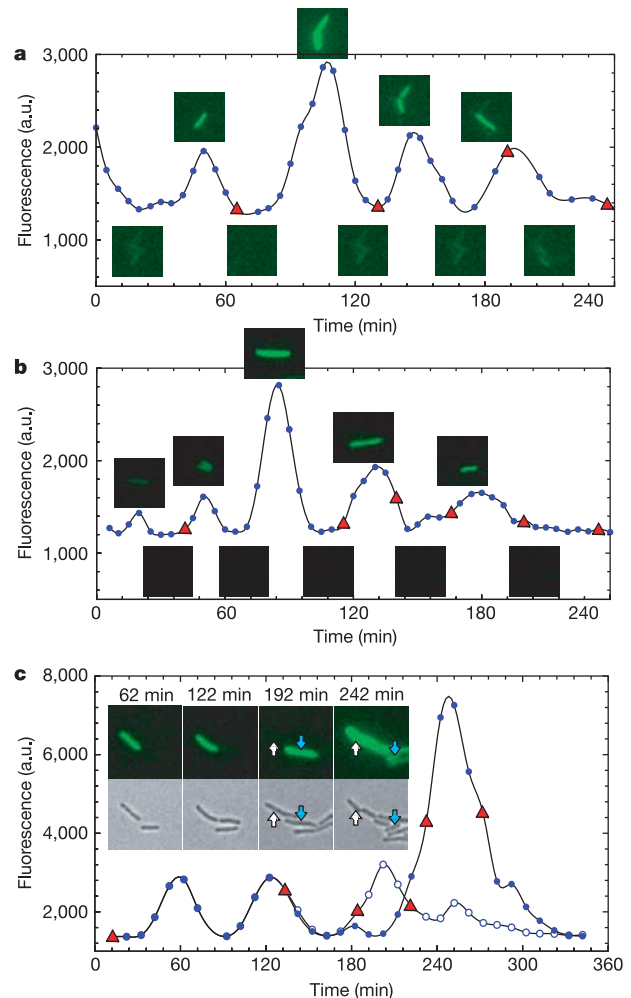 a
3,000
2,000
1,000
Fluorescence (a.u.)
0 60 120 180 240
Time (min)
b
3,000
2,000
1,000
Fluorescence (a.u.)
0 60 120 180 240
Time (min)
c
8,000
6,000
4,000
2,000
Fluorescence (a.u.)
62 min 122 min 192 min 242 min
0 60 120 180 240 300 360
Time (min)